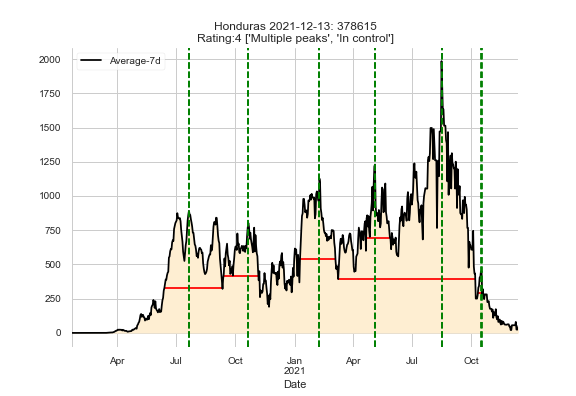 Honduras 2021-12-13: 378615
Rating:4 ['Multiple peaks', 'In control']
Average-7d
2000
1750
1500
1250
1000
750
500
250
0
Apr
Jul
Oct
Jan
2021
Apr
Jul
Oct
Date